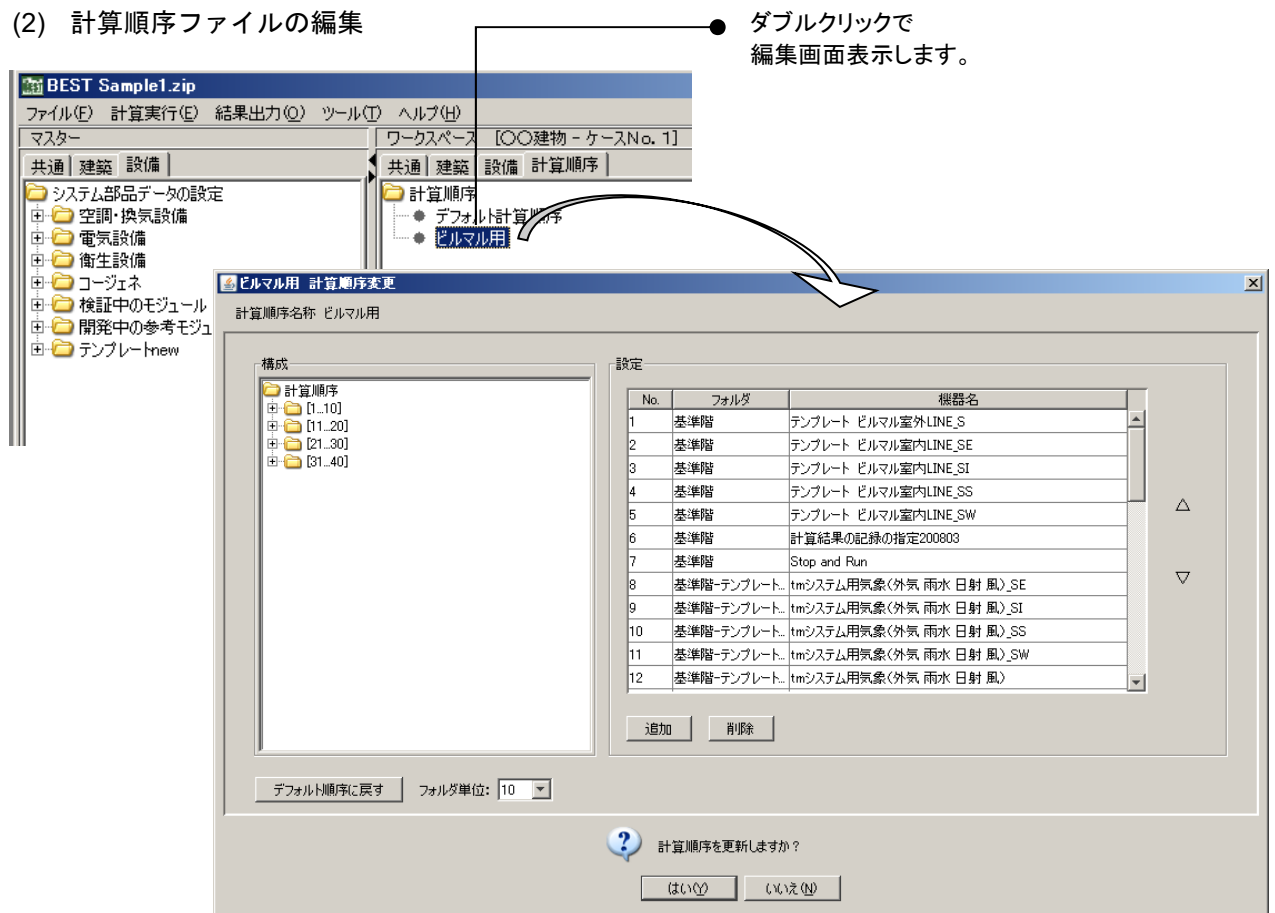 (2) 計算順序ファイルの編集
ダブルクリックで
編集画面表示します。
BEST Sample1.zip
ファイル(F) 計算実行(E) 結果出力(O) ツール(T) ヘルプ(H)
マスター
ワークスペース [〇〇建物 - ケースNo. 1]
共通 建築 設備
共通 建築 設備 計算順序
システム部品データの設定
空調・換気設備
電気設備
衛生設備
コージェネ
検証中のモジュール
開発中の参考モジュ
テンプレートnew
計算順序
デフォルト計算順序
ビルマル用
ビルマル用 計算順序変更
計算順序名称 ビルマル用
構成
計算順序
[1...10]
[11...20]
[21...30]
[31...40]
設定
No. フォルダ 機器名
1 基準階 テンプレート ビルマル室外LINE_S
2 基準階 テンプレート ビルマル室内LINE_SE
3 基準階 テンプレート ビルマル室内LINE_SI
4 基準階 テンプレート ビルマル室内LINE_SS
5 基準階 テンプレート ビルマル室内LINE_SW
6 基準階 計算結果の記録の指定200803
7 基準階 Stop and Run
8 基準階-テンプレート... tmシステム用気象(外気 雨水 日射 風)_SE
9 基準階-テンプレート... tmシステム用気象(外気 雨水 日射 風)_SI
10 基準階-テンプレート... tmシステム用気象(外気 雨水 日射 風)_SS
11 基準階-テンプレート... tmシステム用気象(外気 雨水 日射 風)_SW
12 基準階-テンプレート... tmシステム用気象(外気 雨水 日射 風)
追加 削除
デフォルト順序に戻す フォルダ単位: 10
計算順序を更新しますか?
はい(Y) いいえ(N)